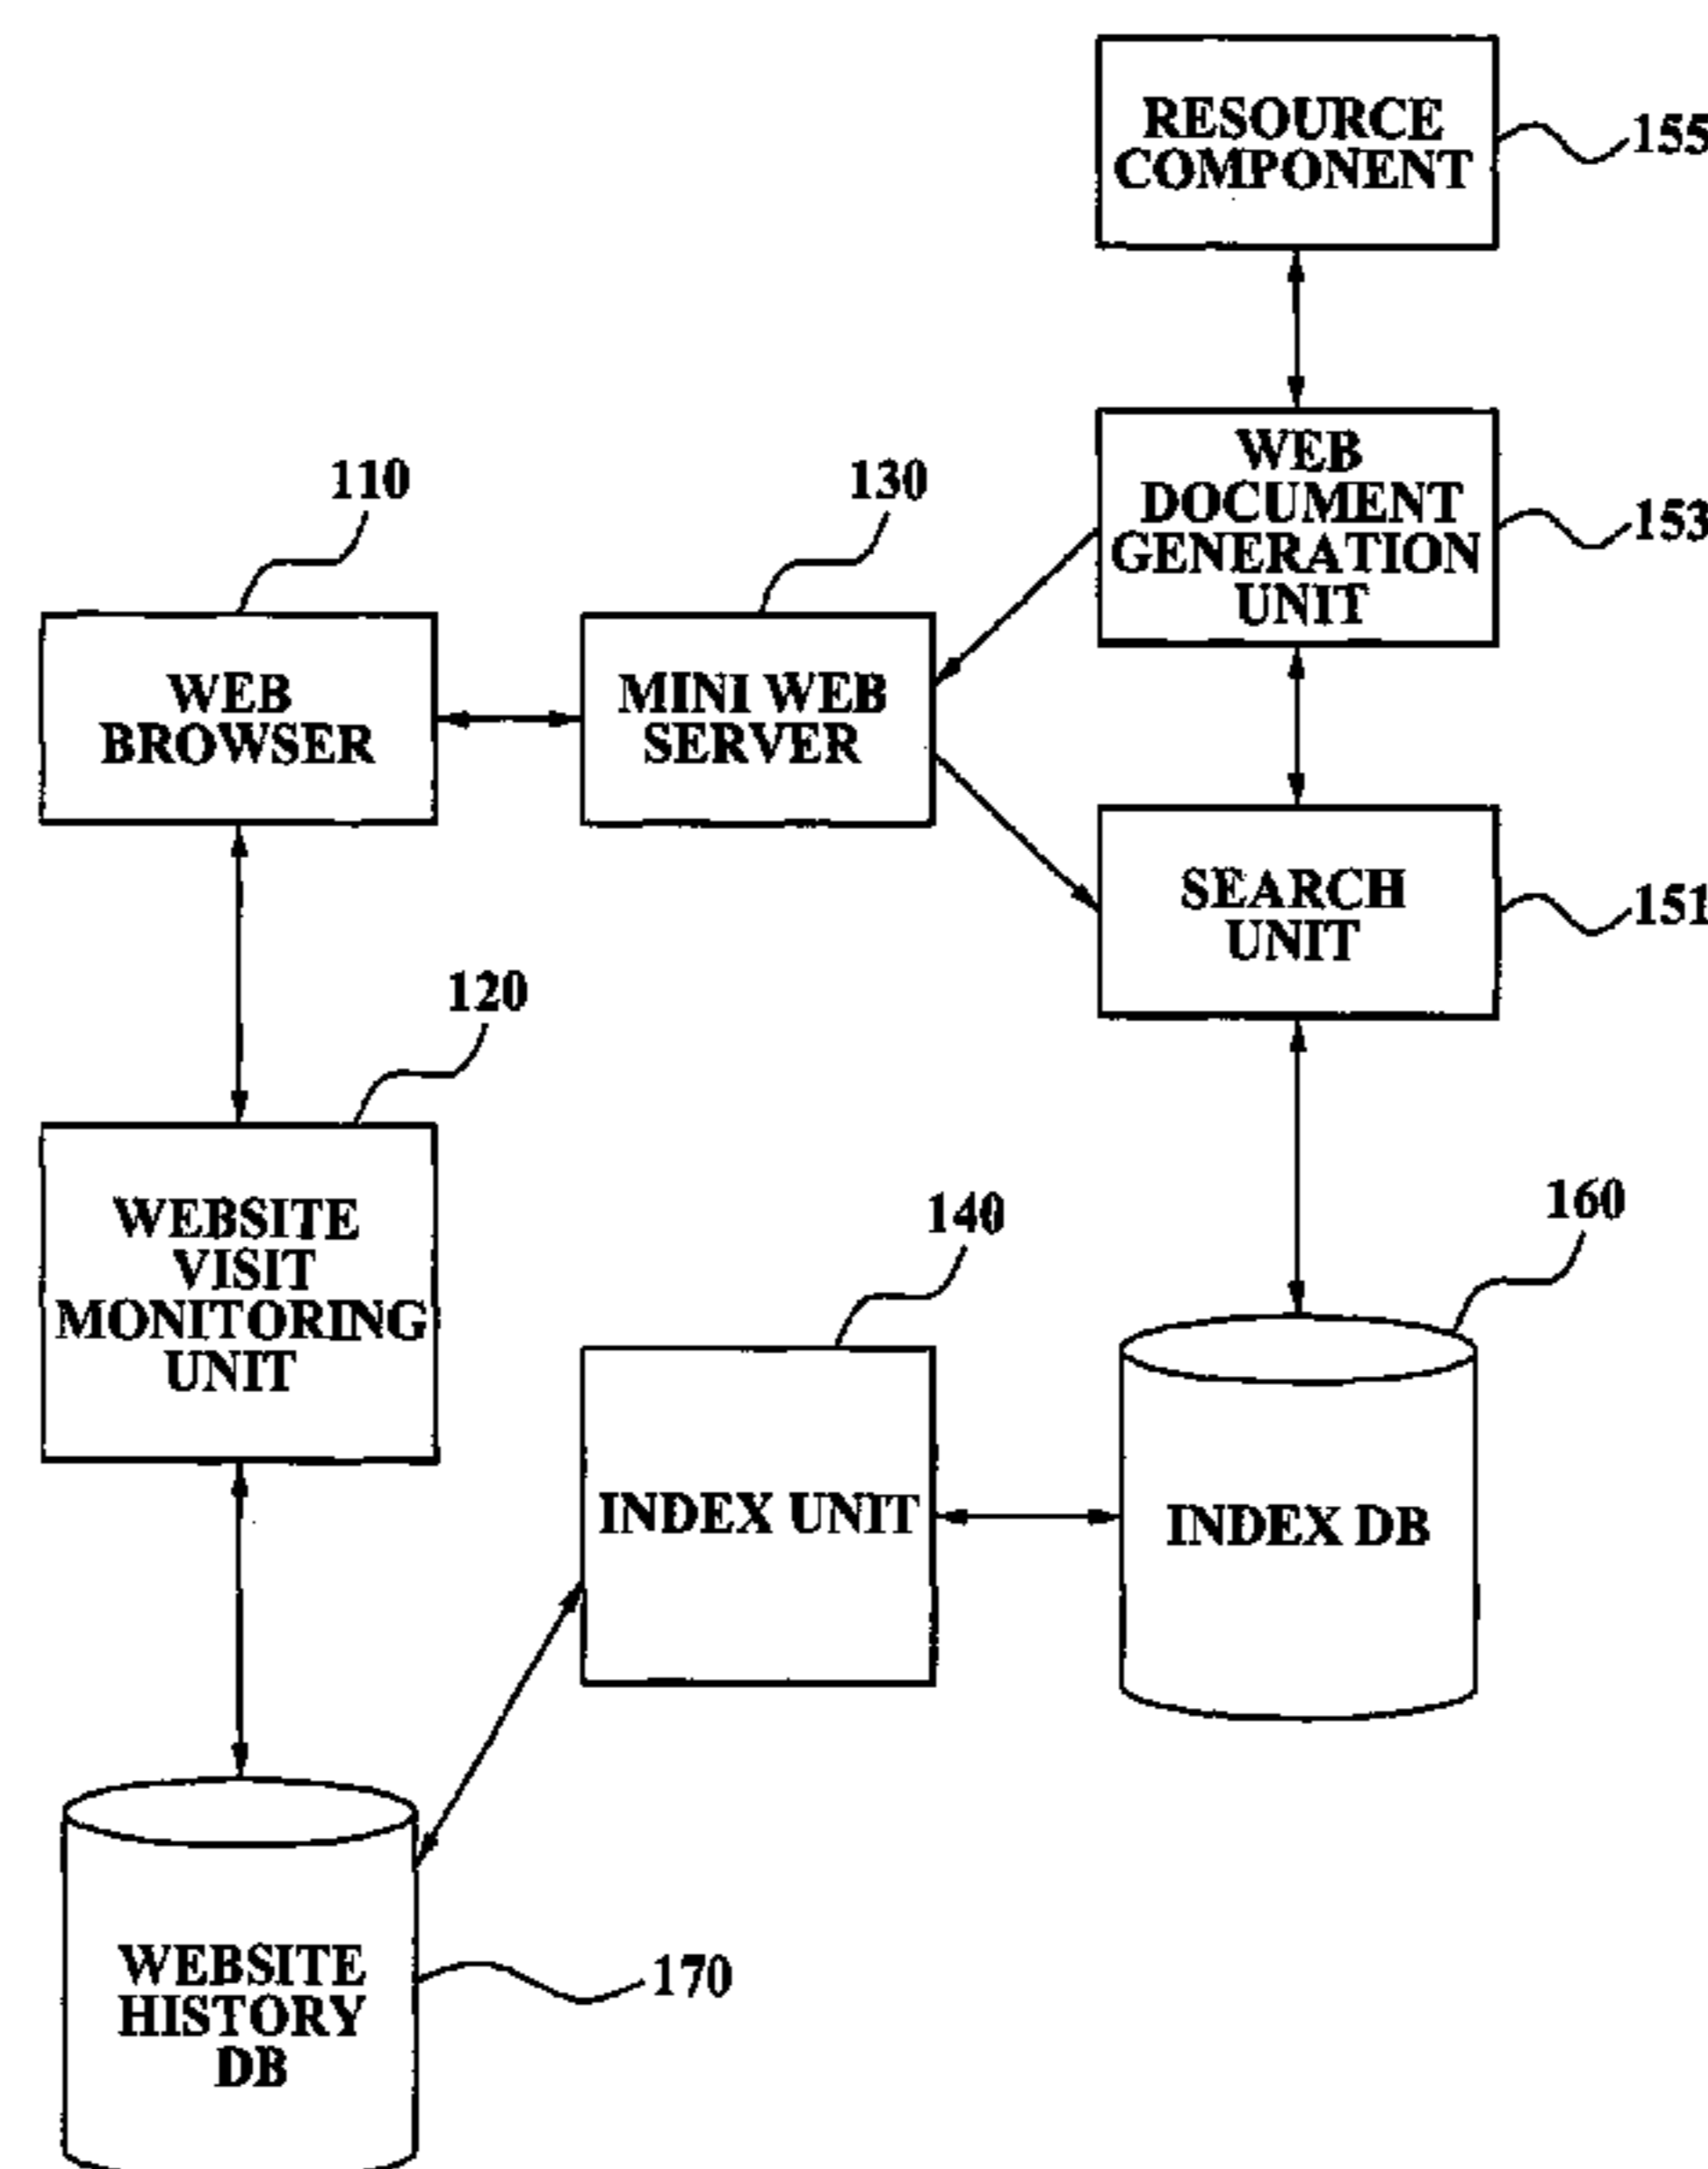 RESOURCE
COMPONENT
155
WEB
DOCUMENT
GENERATION
UNIT
153
110
130
WEB
BROWSER
MINI WEB
SERVER
SEARCH
UNIT
151
120
WEBSITE
VISIT
MONITORING
UNIT
140
160
INDEX UNIT
INDEX DB
WEBSITE
HISTORY
DB
170